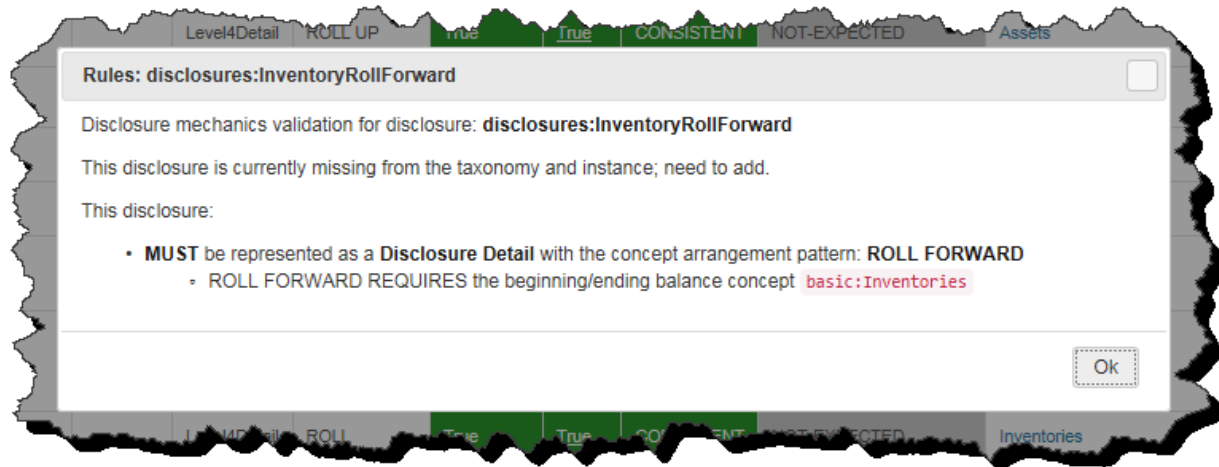 Level4Detail ROLL UP True True CONSISTENT NOT-EXPECTED Assets
Rules: disclosures:InventoryRollForward
Disclosure mechanics validation for disclosure: disclosures:InventoryRollForward
This disclosure is currently missing from the taxonomy and instance; need to add.
This disclosure:
• MUST be represented as a Disclosure Detail with the concept arrangement pattern: ROLL FORWARD
◦ ROLL FORWARD REQUIRES the beginning/ending balance concept basic:Inventories
Ok
ROLL True True Inventories